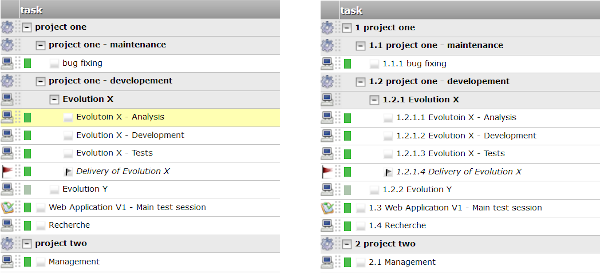 task
project one
project one - maintenance
bug fixing
project one - developement
Evolution X
Evolutoin X - Analysis
Evolution X - Development
Evolution X - Tests
Delivery of Evolution X
Evolution Y
Web Application V1 - Main test session
Recherche
project two
Management
task
1 project one
1.1 project one - maintenance
1.1.1 bug fixing
1.2 project one - developement
1.2.1 Evolution X
1.2.1.1 Evolutoin X - Analysis
1.2.1.2 Evolution X - Development
1.2.1.3 Evolution X - Tests
1.2.1.4 Delivery of Evolution X
1.2.2 Evolution Y
1.3 Web Application V1 - Main test session
1.4 Recherche
2 project two
2.1 Management